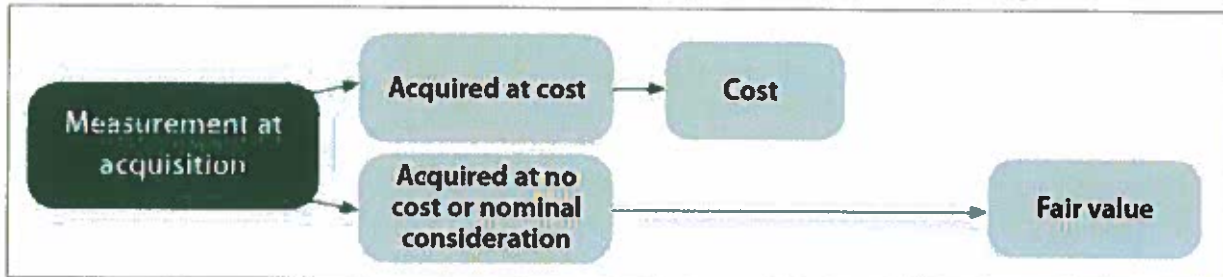 Measurement at
acquisition
Acquired at cost
Cost
Acquired at no
cost or nominal
consideration
Fair value